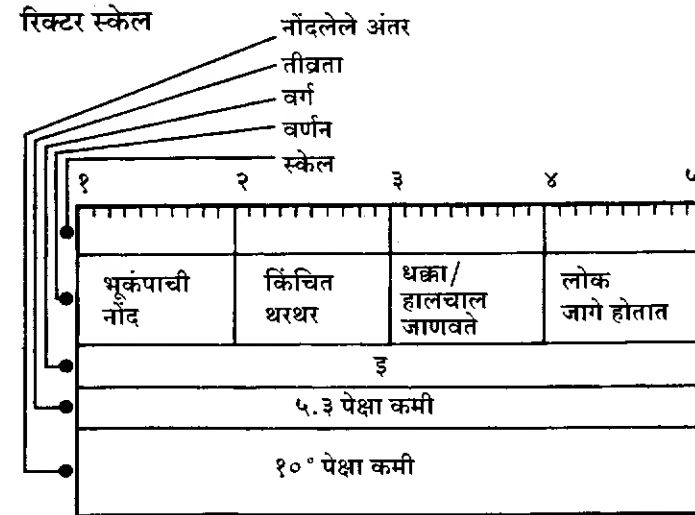 रिक्टर स्केल
नोंदलेले अंतर
तीव्रता
वर्ग
वर्णन
स्केल
१ २ ३ ४ ५
भूकंपाची
नोंद
किंचित
थरथर
धक्का/
हालचाल
जाणवते
लोक
जागे होतात
इ
५.३ पेक्षा कमी
१०° पेक्षा कमी